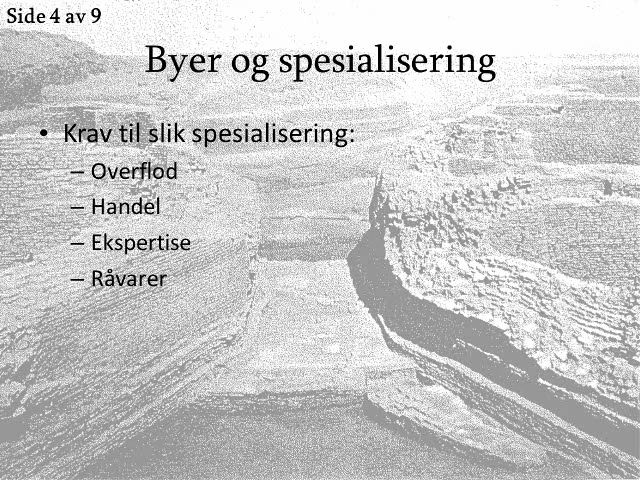 Side 4 av 9
Byer og spesialisering
• Krav til slik spesialisering:
– Overflod
– Handel
– Ekspertise
– Råvarer